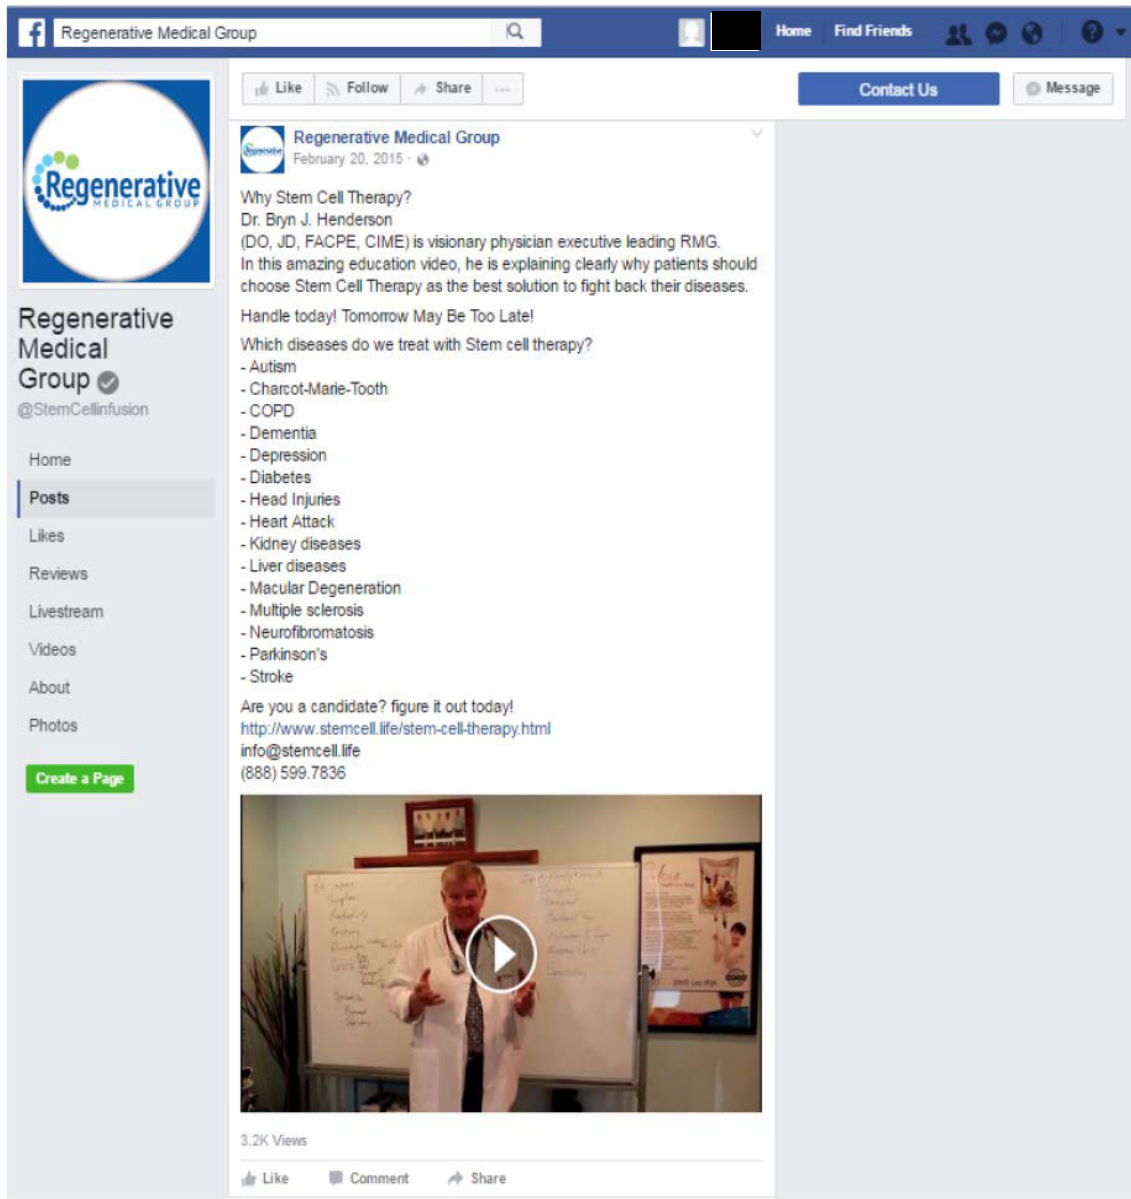 Regenerative Medical Group
Home
Find Friends
Regenerative
MEDICAL GROUP
Regenerative
Medical
Group
@StemCellinfusion
Home
Posts
Likes
Reviews
Livestream
Videos
About
Photos
Create a Page
Like
Follow
Share
...
Contact Us
Message
Regenerative
Regenerative Medical Group
February 20, 2015 ·
Why Stem Cell Therapy?
Dr. Bryn J. Henderson
(DO, JD, FACPE, CIME) is visionary physician executive leading RMG.
In this amazing education video, he is explaining clearly why patients should
choose Stem Cell Therapy as the best solution to fight back their diseases.
Handle today! Tomorrow May Be Too Late!
Which diseases do we treat with Stem cell therapy?
- Autism
- Charcot-Marie-Tooth
- COPD
- Dementia
- Depression
- Diabetes
- Head Injuries
- Heart Attack
- Kidney diseases
- Liver diseases
- Macular Degeneration
- Multiple sclerosis
- Neurofibromatosis
- Parkinson's
- Stroke
Are you a candidate? figure it out today!
http://www.stemcell.life/stem-cell-therapy.html
info@stemcell.life
(888) 599.7836
You
3.2K Views
Like
Comment
Share